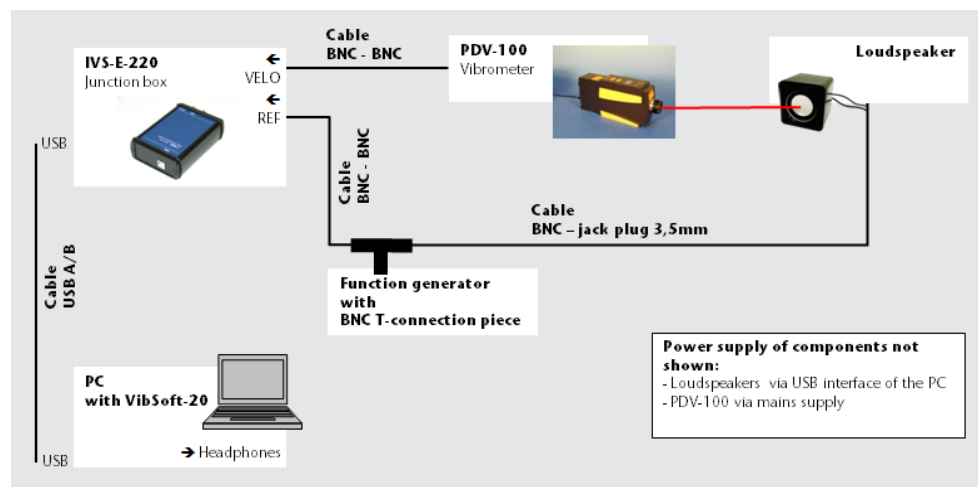 IVS-E-220
Junction box
VELO
REF
Cable
BNC - BNC
PDV-100
Vibrometer
Loudspeaker
USB
Cable
USB A/B
USB
Cable
BNC - BNC
Cable
BNC – jack plug 3,5mm
Function generator
with
BNC T-connection piece
PC
with VibSoft-20
Headphones
Power supply of components not
shown:
- Loudspeakers via USB interface of the PC
- PDV-100 via mains supply